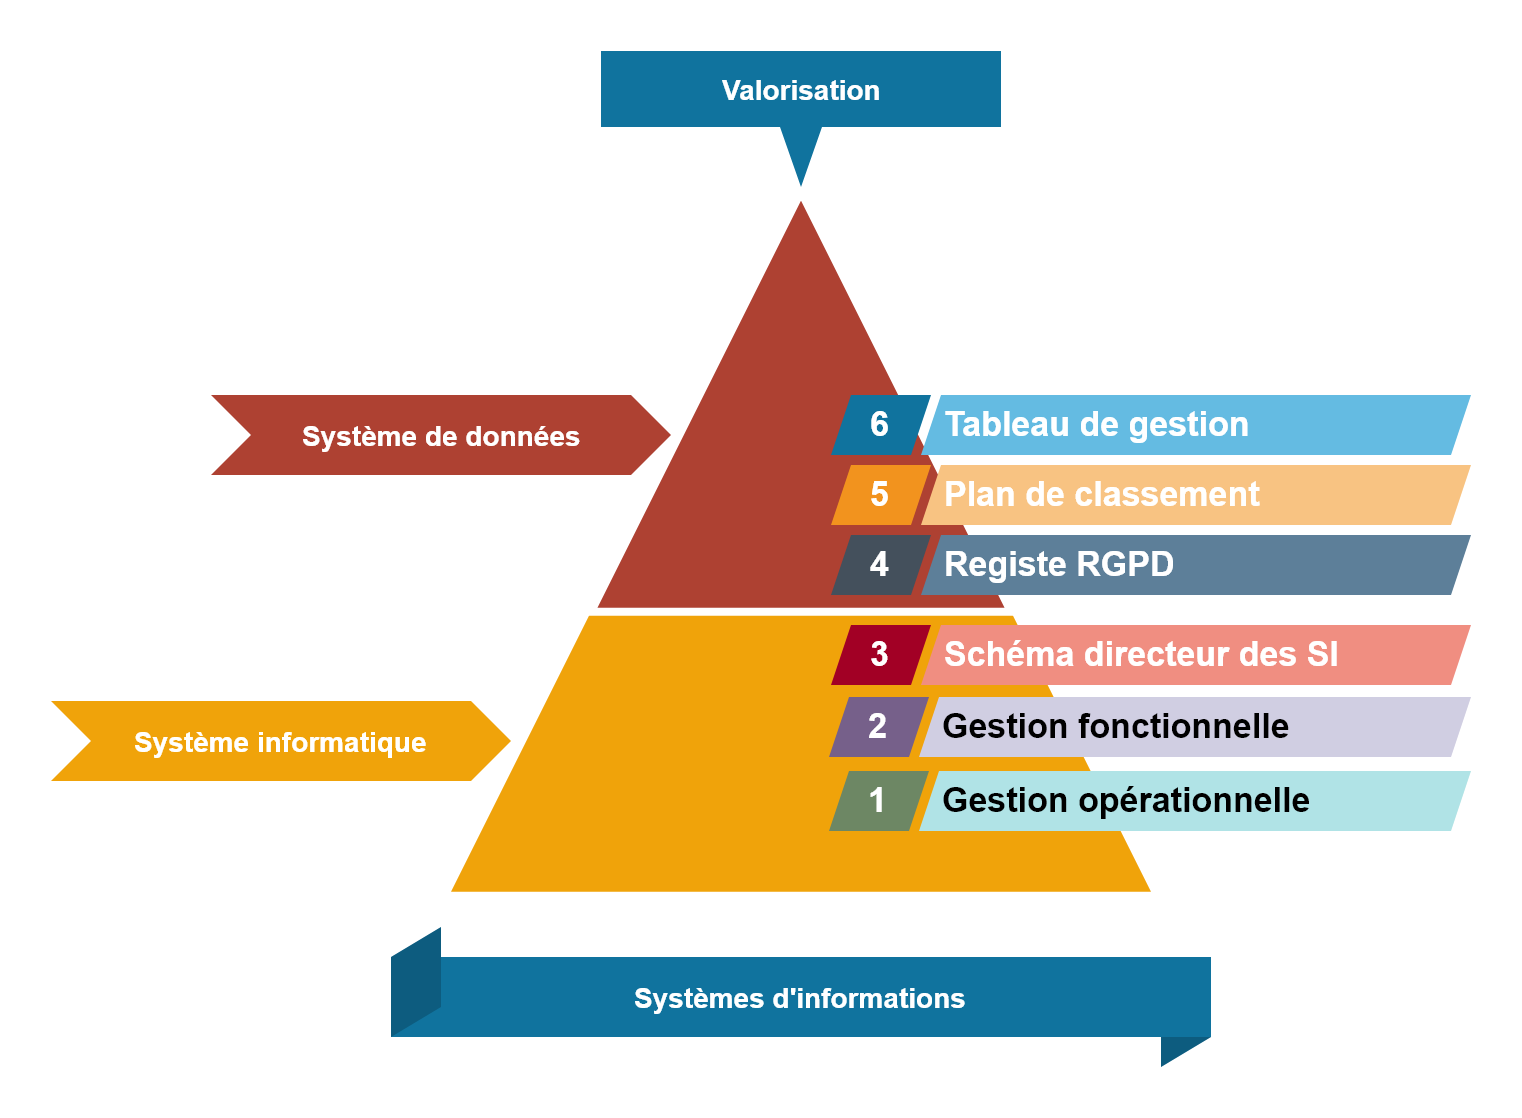 Valorisation
Système de données
6 Tableau de gestion
5 Plan de classement
4 Registe RGPD
3 Schéma directeur des SI
Système informatique
2 Gestion fonctionnelle
1 Gestion opérationnelle
Systèmes d'informations